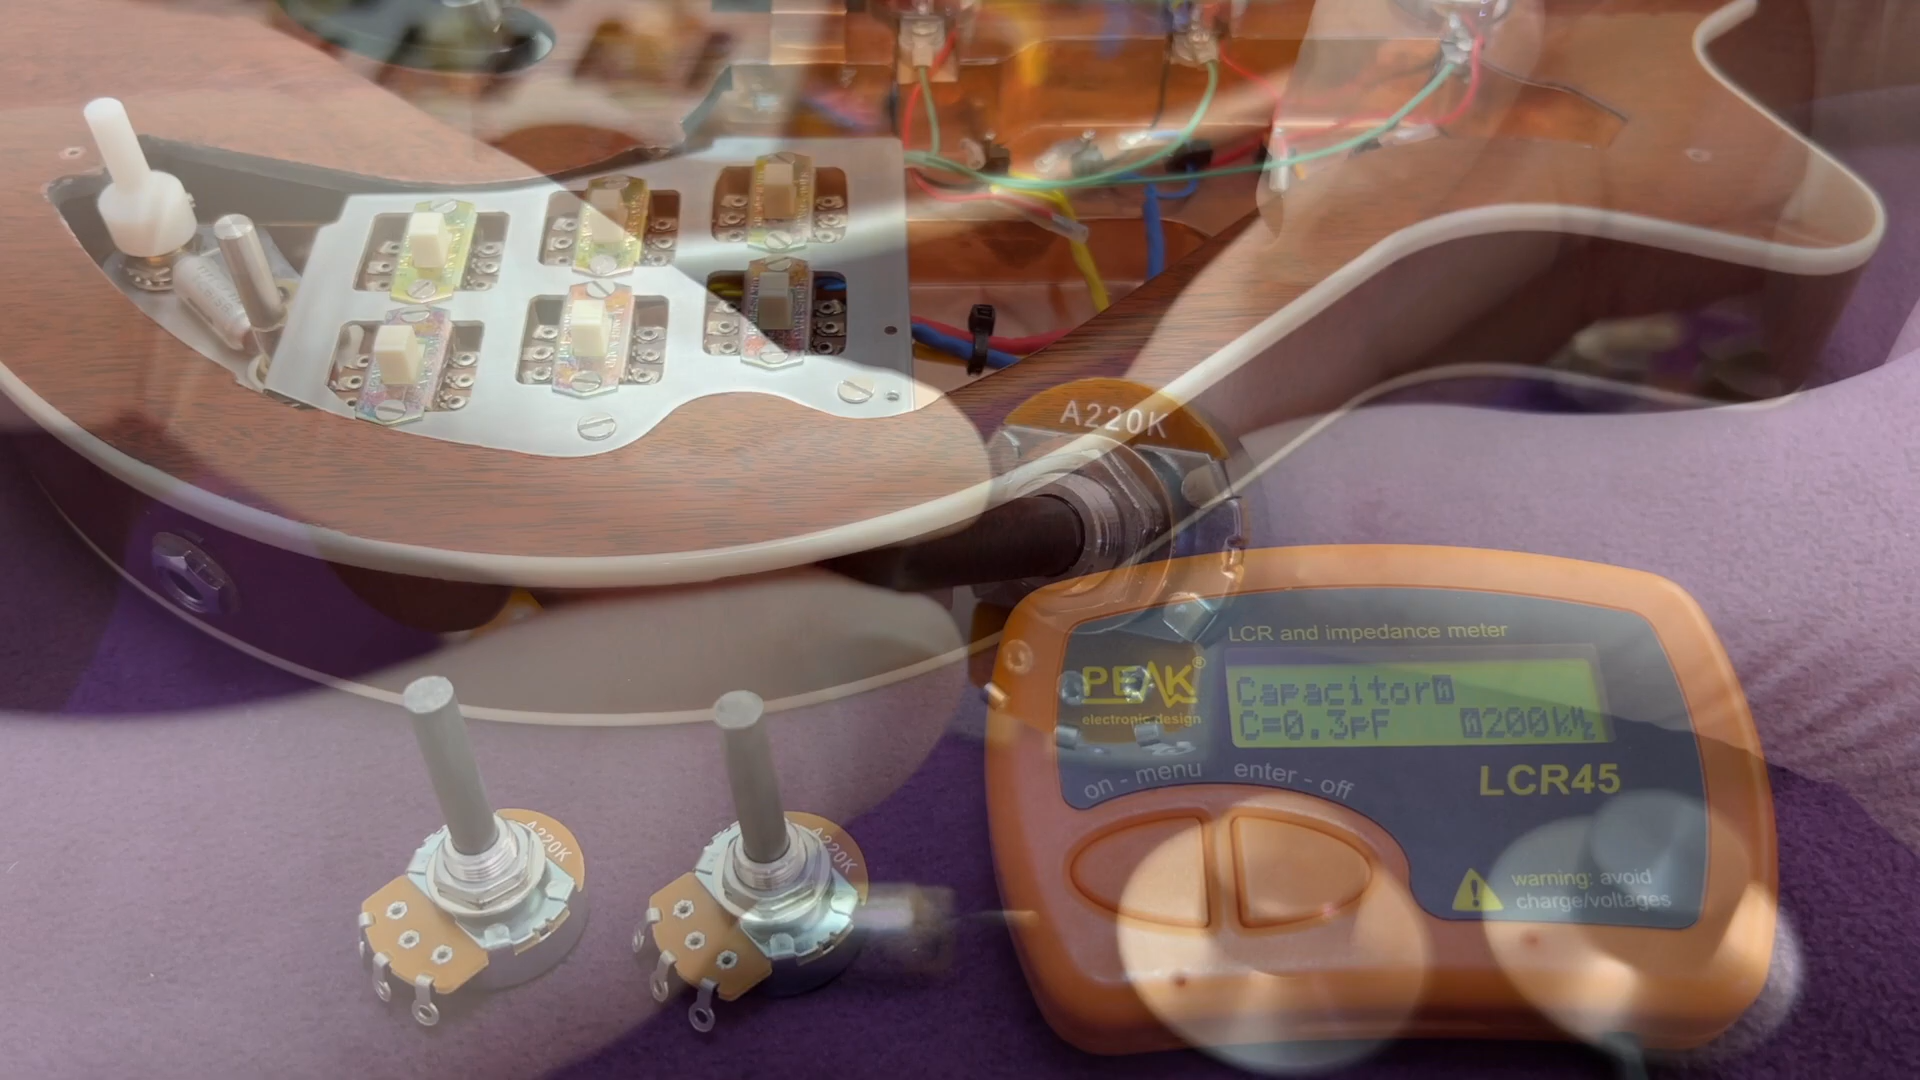 A220K
LCR and impedance meter
PEAK®
electronic design
Capacitor
C=0.3pF 200kHz
on - menu enter - off
LCR45
warning: avoid
charge/voltages
A220K
A220K